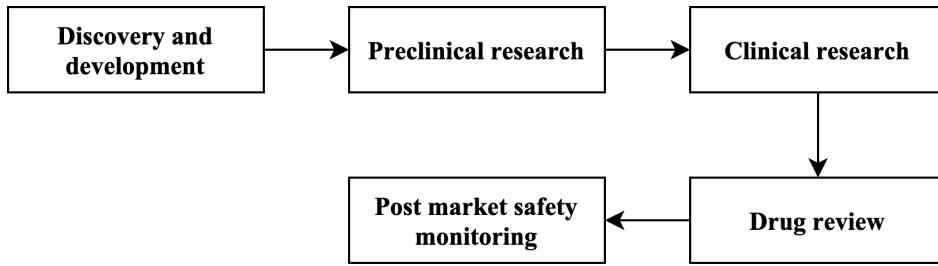 Discovery and
development
Preclinical research
Clinical research
Drug review
Post market safety
monitoring